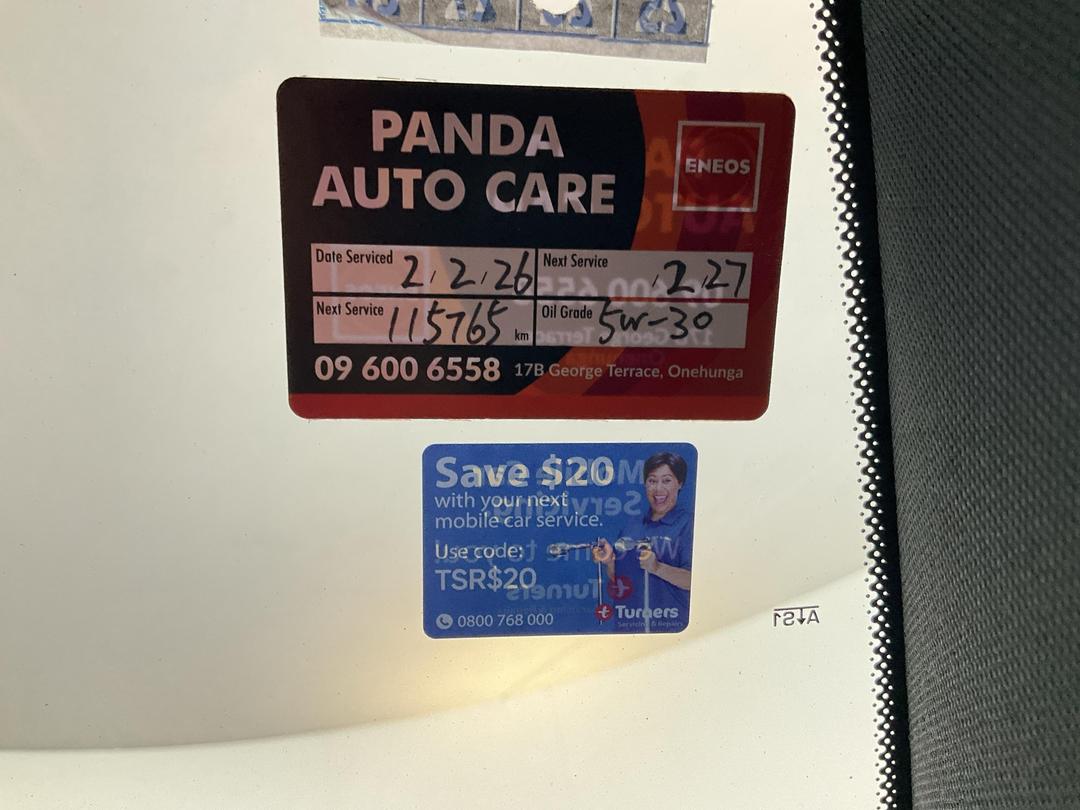 PANDA
AUTO CARE
ENEOS
Date Serviced 2.2.26
Next Service .2.27
Next Service 115765 km
Oil Grade 5w-30
09 600 6558 17B George Terrace, Onehunga
Save $20
with your next
mobile car service.
Use code:
TSR$20
0800 768 000
Turners
Servicing & Repairs
AS1